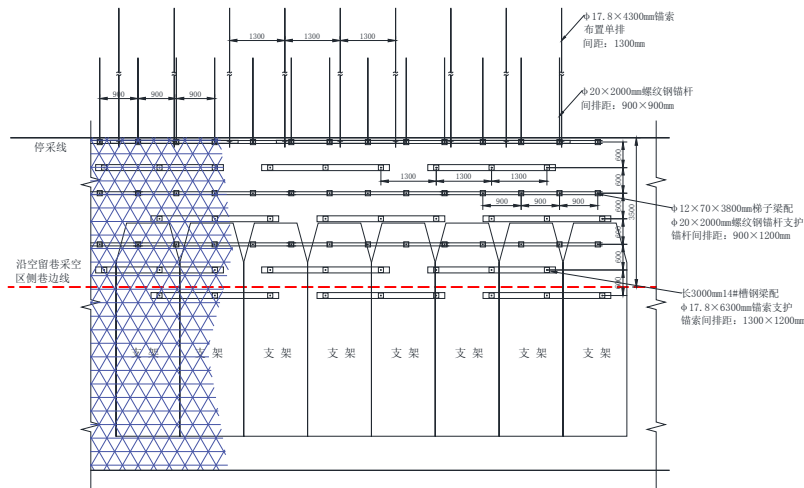 φ17.8×4300mm锚索
布置单排
间距：1300mm
1300
1300
1300
φ20×2000mm螺纹钢锚杆
间排距：900×900mm
900
900
900
停采线
600
600
600
600
600
600
3500
1300
1300
1300
900
900
900
φ12×70×3800mm梯子梁配
φ20×2000mm螺纹钢锚杆支护
锚杆间排距：900×1200mm
沿空留巷采空
区侧巷边线
长3000mm14#槽钢梁配
φ17.8×6300mm锚索支护
锚索间排距：1300×1200mm
支 架
支 架
支 架
支 架
支 架
支 架
支 架
支 架